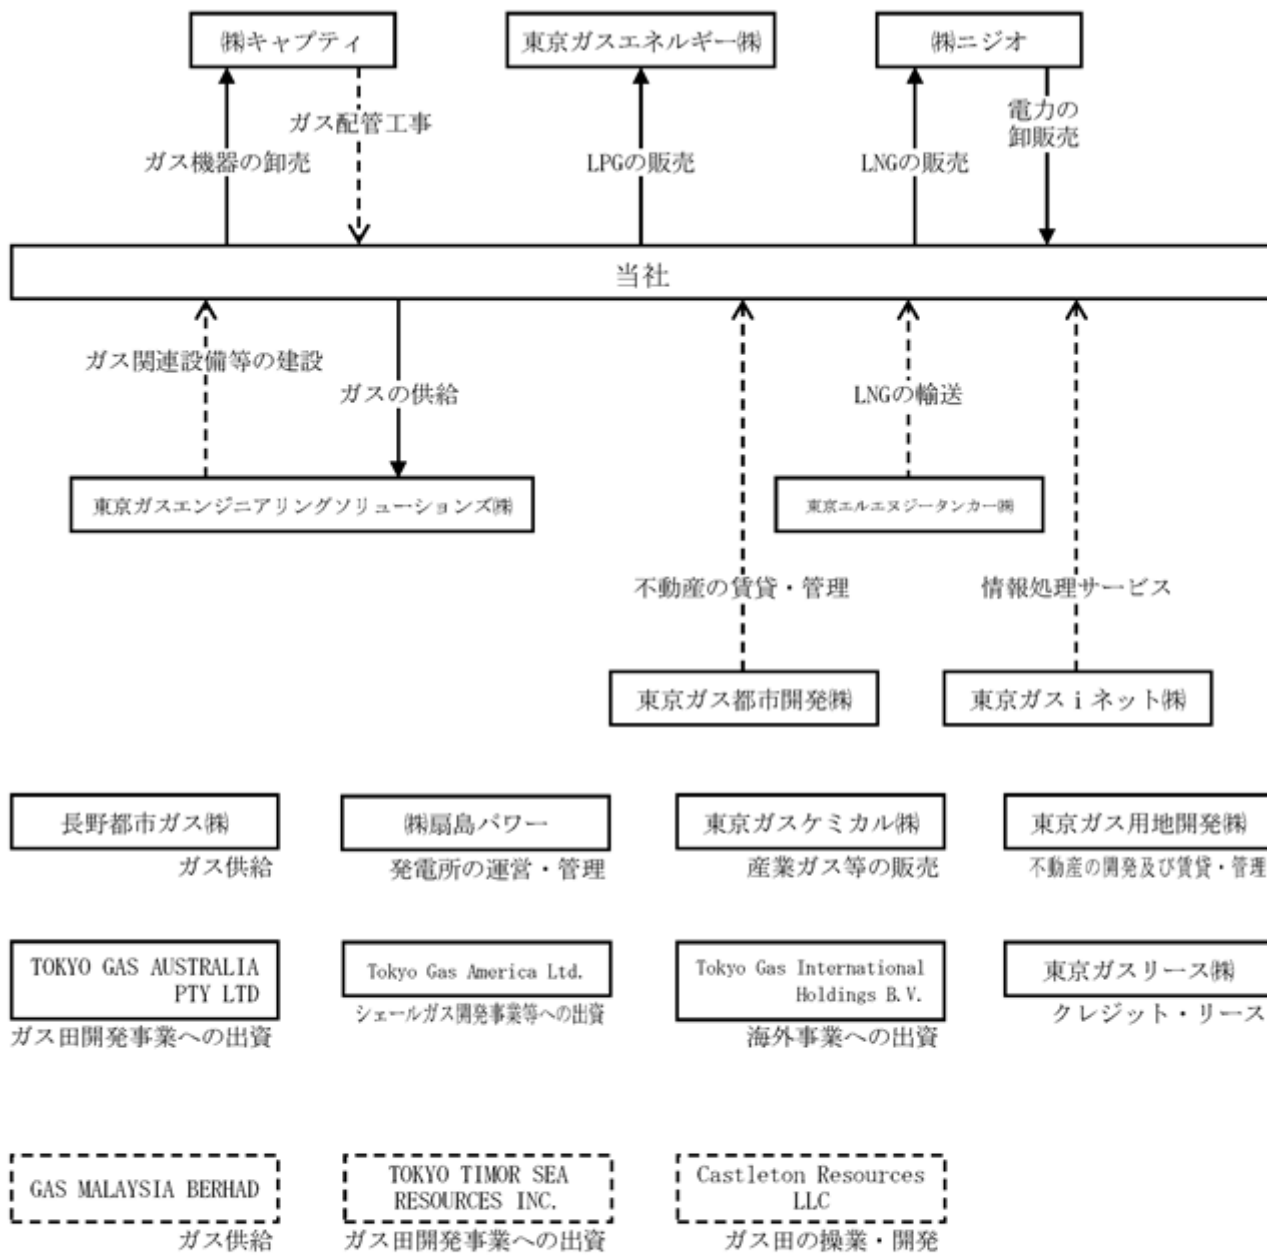 ㈱キャプティ
東京ガスエネルギー㈱
㈱ニジオ
ガス配管工事
電力の
卸販売
ガス機器の卸売
LPGの販売
LNGの販売
当社
ガス関連設備等の建設
ガスの供給
LNGの輸送
東京ガスエンジニアリングソリューションズ㈱
東京エルエヌジータンカー㈱
不動産の賃貸・管理
情報処理サービス
東京ガス都市開発㈱
東京ガスｉネット㈱
長野都市ガス㈱
㈱扇島パワー
東京ガスケミカル㈱
東京ガス用地開発㈱
ガス供給
発電所の運営・管理
産業ガス等の販売
不動産の開発及び賃貸・管理
TOKYO GAS AUSTRALIA
PTY LTD
Tokyo Gas America Ltd.
Tokyo Gas International
Holdings B.V.
東京ガスリース㈱
ガス田開発事業への出資
シェールガス開発事業等への出資
海外事業への出資
クレジット・リース
GAS MALAYSIA BERHAD
TOKYO TIMOR SEA
RESOURCES INC.
Castleton Resources
LLC
ガス供給
ガス田開発事業への出資
ガス田の操業・開発